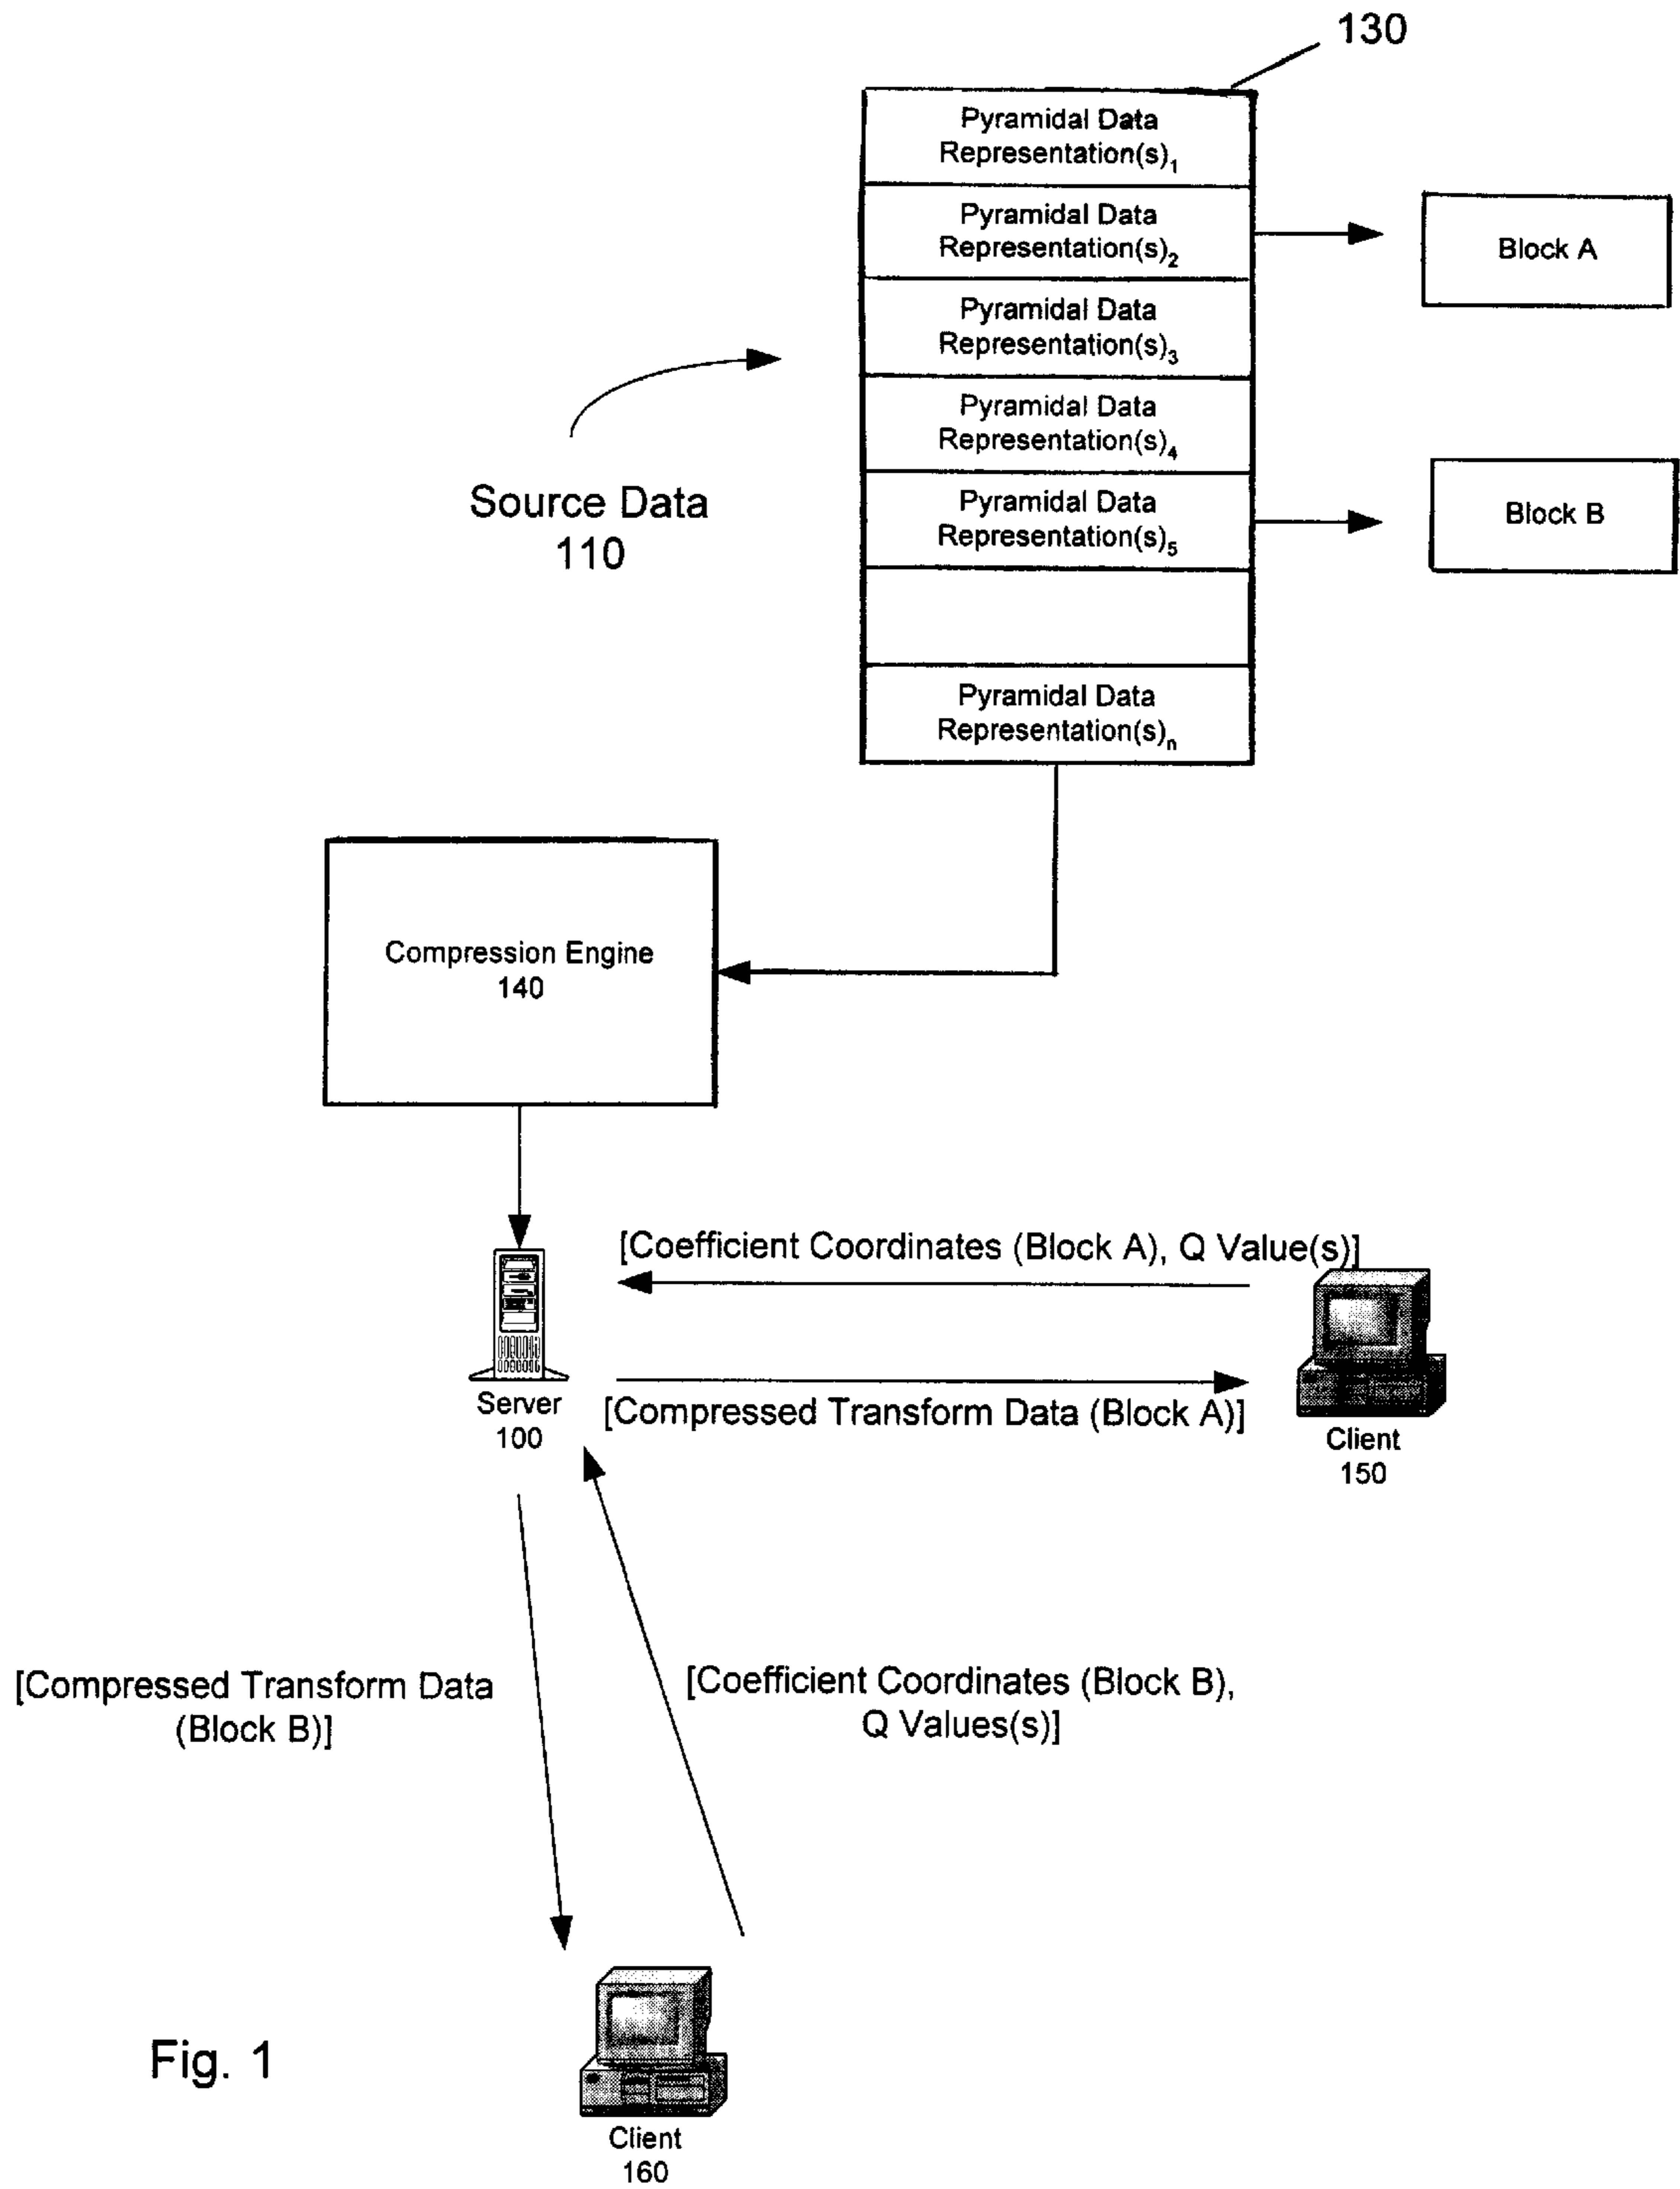 130
Pyramidal Data
Representation(s)1
Pyramidal Data
Representation(s)2
Block A
Pyramidal Data
Representation(s)3
Pyramidal Data
Representation(s)4
Source Data
110
Pyramidal Data
Representation(s)5
Block B
Pyramidal Data
Representation(s)n
Compression Engine
140
[Coefficient Coordinates (Block A), Q Value(s)]
Server
100
[Compressed Transform Data (Block A)]
Client
150
[Compressed Transform Data
(Block B)]
[Coefficient Coordinates (Block B),
Q Values(s)]
Fig. 1
Client
160